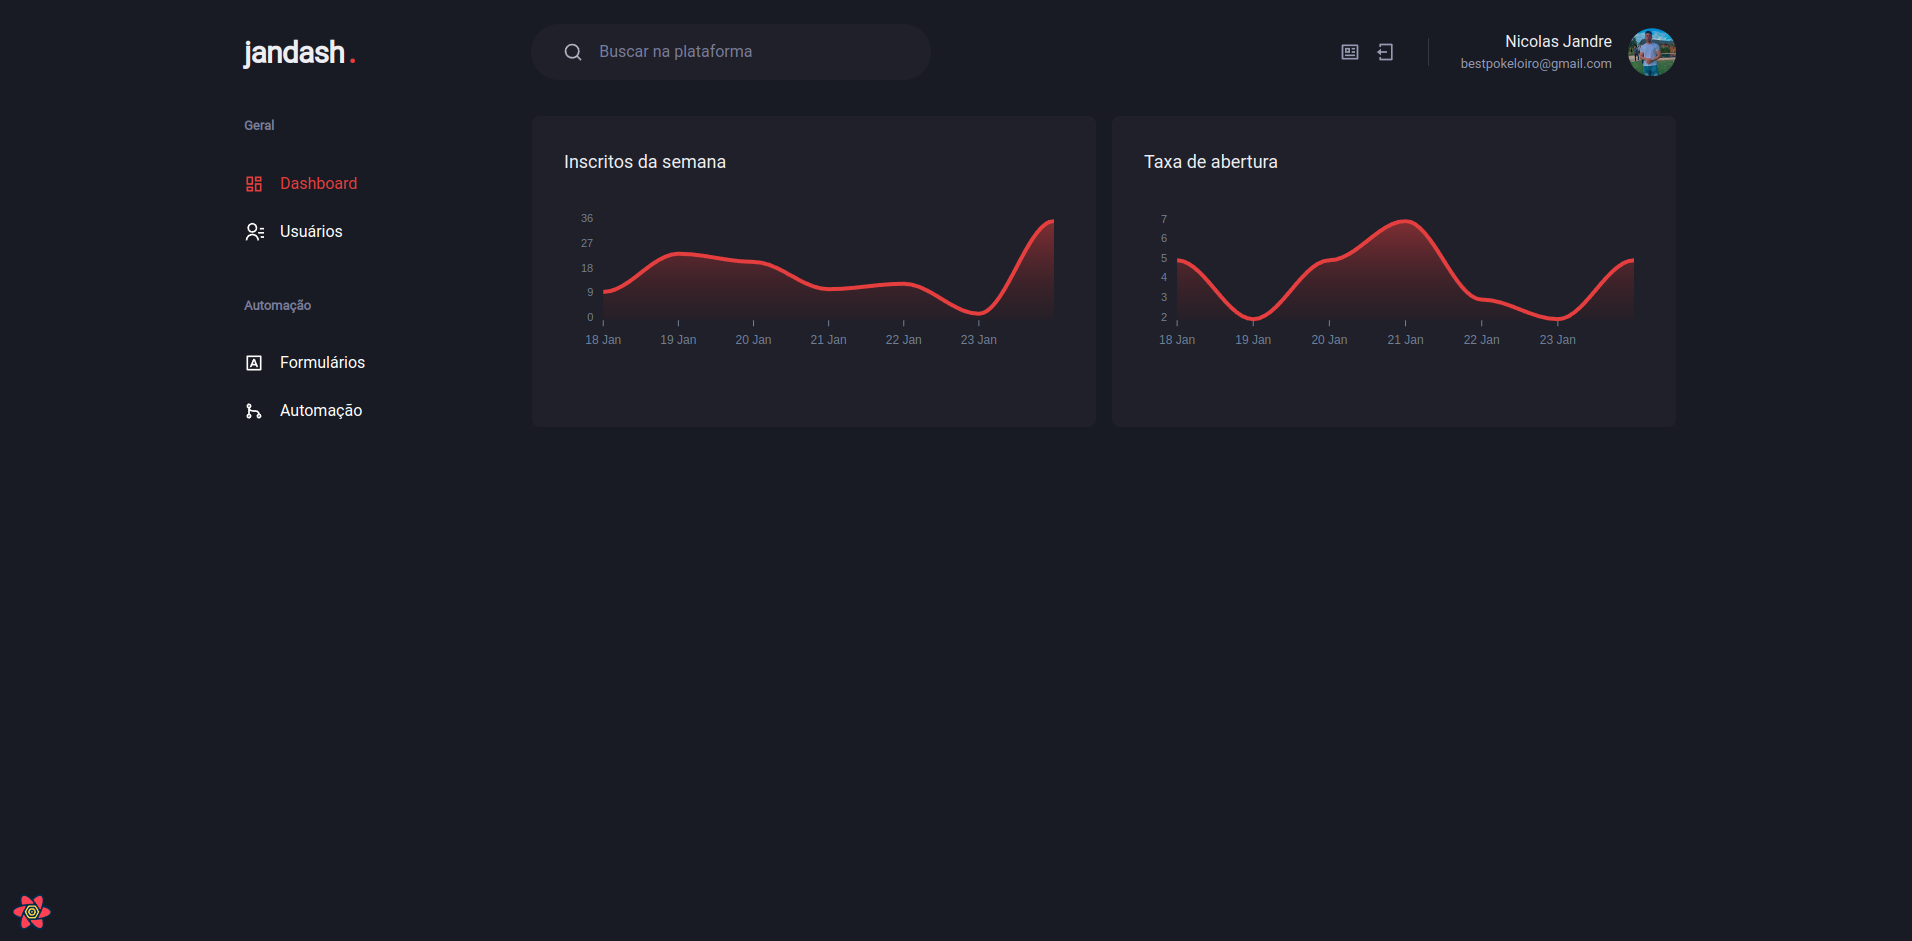 jandash.
Buscar na plataforma
Nicolas Jandre
bestpokeloiro@gmail.com
Geral
Dashboard
Usuários
Automação
Formulários
Automação
Inscritos da semana
36
27
18
9
0
18 Jan 19 Jan 20 Jan 21 Jan 22 Jan 23 Jan
Taxa de abertura
7
6
5
4
3
2
18 Jan 19 Jan 20 Jan 21 Jan 22 Jan 23 Jan